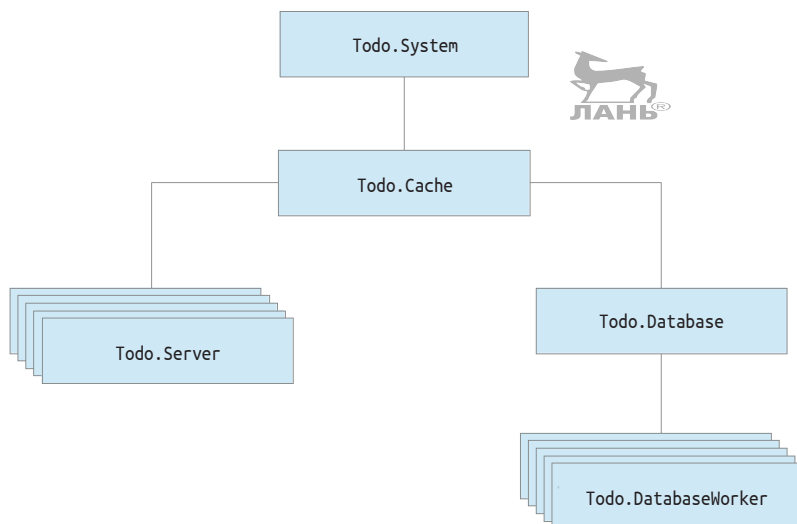 Todo.System
ЛАНЬ®
Todo.Cache
Todo.Server
Todo.Database
Todo.DatabaseWorker